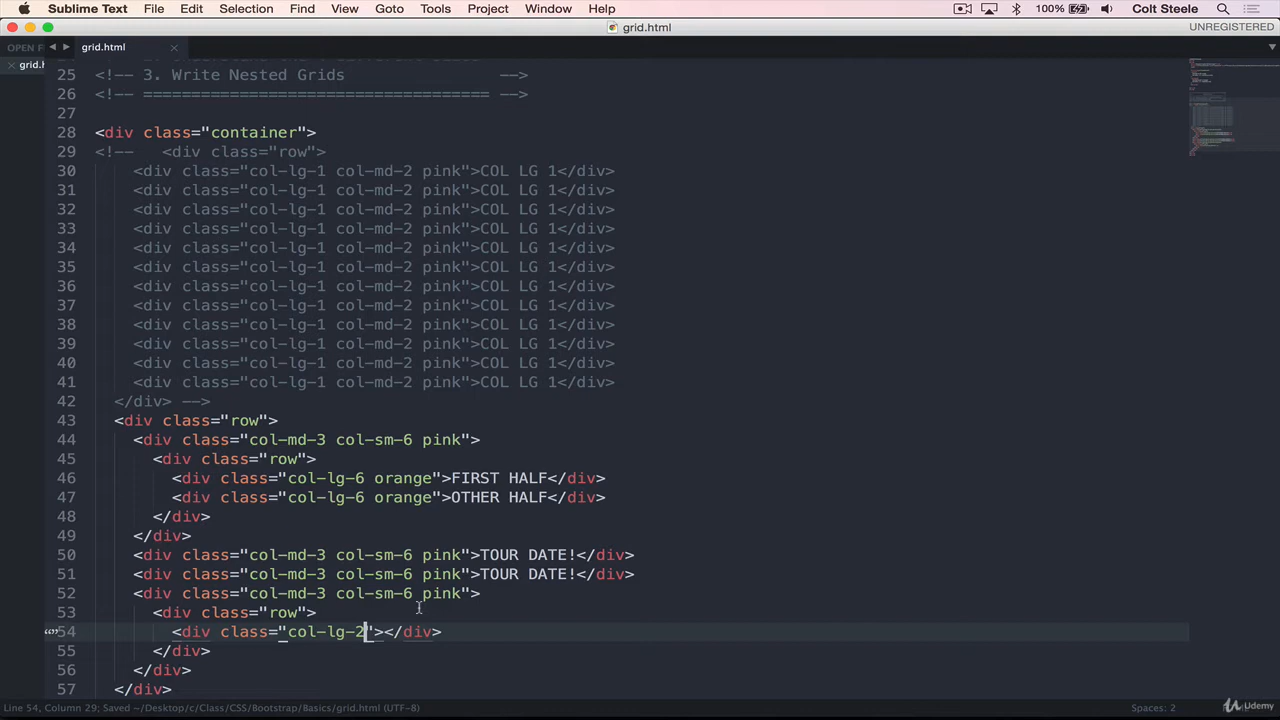 Sublime Text File Edit Selection Find View Goto Tools Project Window Help 100% Colt Steele
grid.html UNREGISTERED
OPEN F grid.html
grid.h
25 <!-- 3. Write Nested Grids -->
26 <!-- ==================================== -->
27
28 <div class="container">
29 <!-- <div class="row">
30 <div class="col-lg-1 col-md-2 pink">COL LG 1</div>
31 <div class="col-lg-1 col-md-2 pink">COL LG 1</div>
32 <div class="col-lg-1 col-md-2 pink">COL LG 1</div>
33 <div class="col-lg-1 col-md-2 pink">COL LG 1</div>
34 <div class="col-lg-1 col-md-2 pink">COL LG 1</div>
35 <div class="col-lg-1 col-md-2 pink">COL LG 1</div>
36 <div class="col-lg-1 col-md-2 pink">COL LG 1</div>
37 <div class="col-lg-1 col-md-2 pink">COL LG 1</div>
38 <div class="col-lg-1 col-md-2 pink">COL LG 1</div>
39 <div class="col-lg-1 col-md-2 pink">COL LG 1</div>
40 <div class="col-lg-1 col-md-2 pink">COL LG 1</div>
41 <div class="col-lg-1 col-md-2 pink">COL LG 1</div>
42 </div> -->
43 <div class="row">
44 <div class="col-md-3 col-sm-6 pink">
45 <div class="row">
46 <div class="col-lg-6 orange">FIRST HALF</div>
47 <div class="col-lg-6 orange">OTHER HALF</div>
48 </div>
49 </div>
50 <div class="col-md-3 col-sm-6 pink">TOUR DATE!</div>
51 <div class="col-md-3 col-sm-6 pink">TOUR DATE!</div>
52 <div class="col-md-3 col-sm-6 pink">
53 <div class="row">
54 <div class="col-lg-2"></div>
55 </div>
56 </div>
57 </div>
Line 54, Column 29; Saved ~/Desktop/c/Class/CSS/Bootstrap/Basics/grid.html (UTF-8) Spaces: 2
Udemy